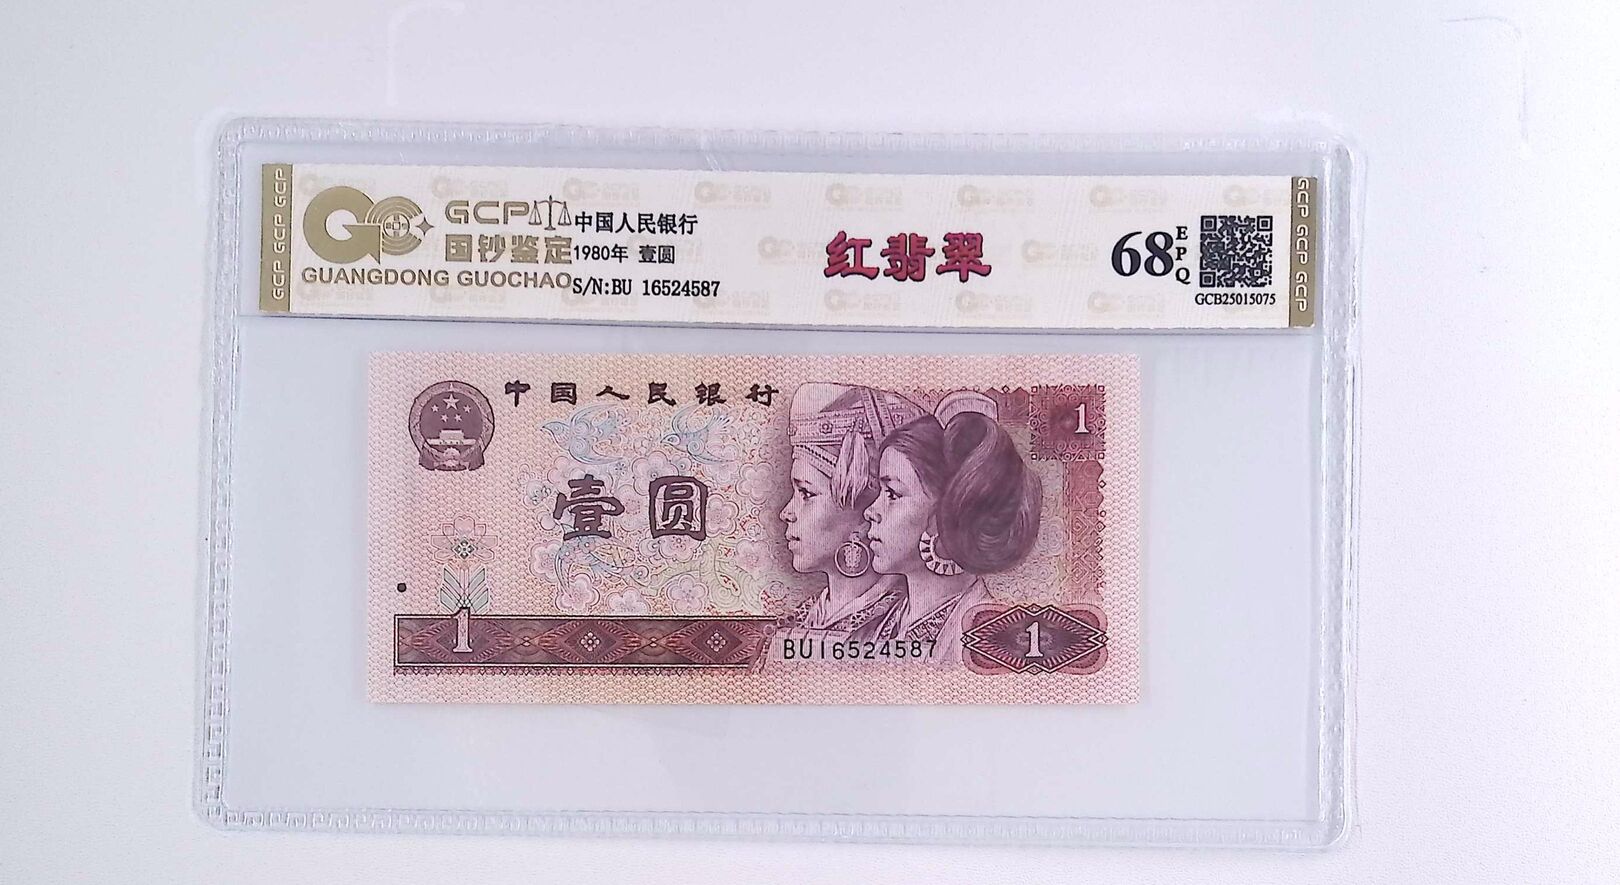 GCP GCP GCP
GCP
国钞鉴定
GUANGDONG GUOCHAO
中国人民银行
1980年 壹圆
S/N:BU 16524587
红翡翠
68
EPQ
GCB25015075
GCP GCP GCP
中国人民银行
1
壹圆
1
BU16524587
1